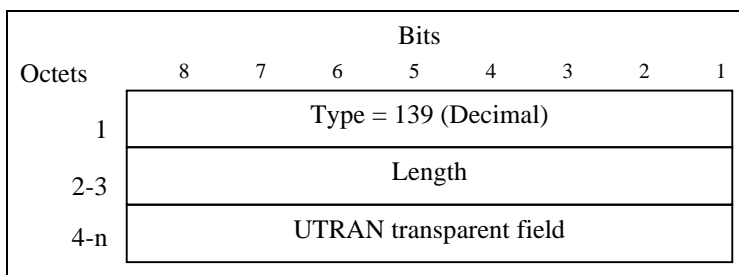 Bits
Octets 8 7 6 5 4 3 2 1
1 Type = 139 (Decimal)
2-3 Length
4-n UTRAN transparent field